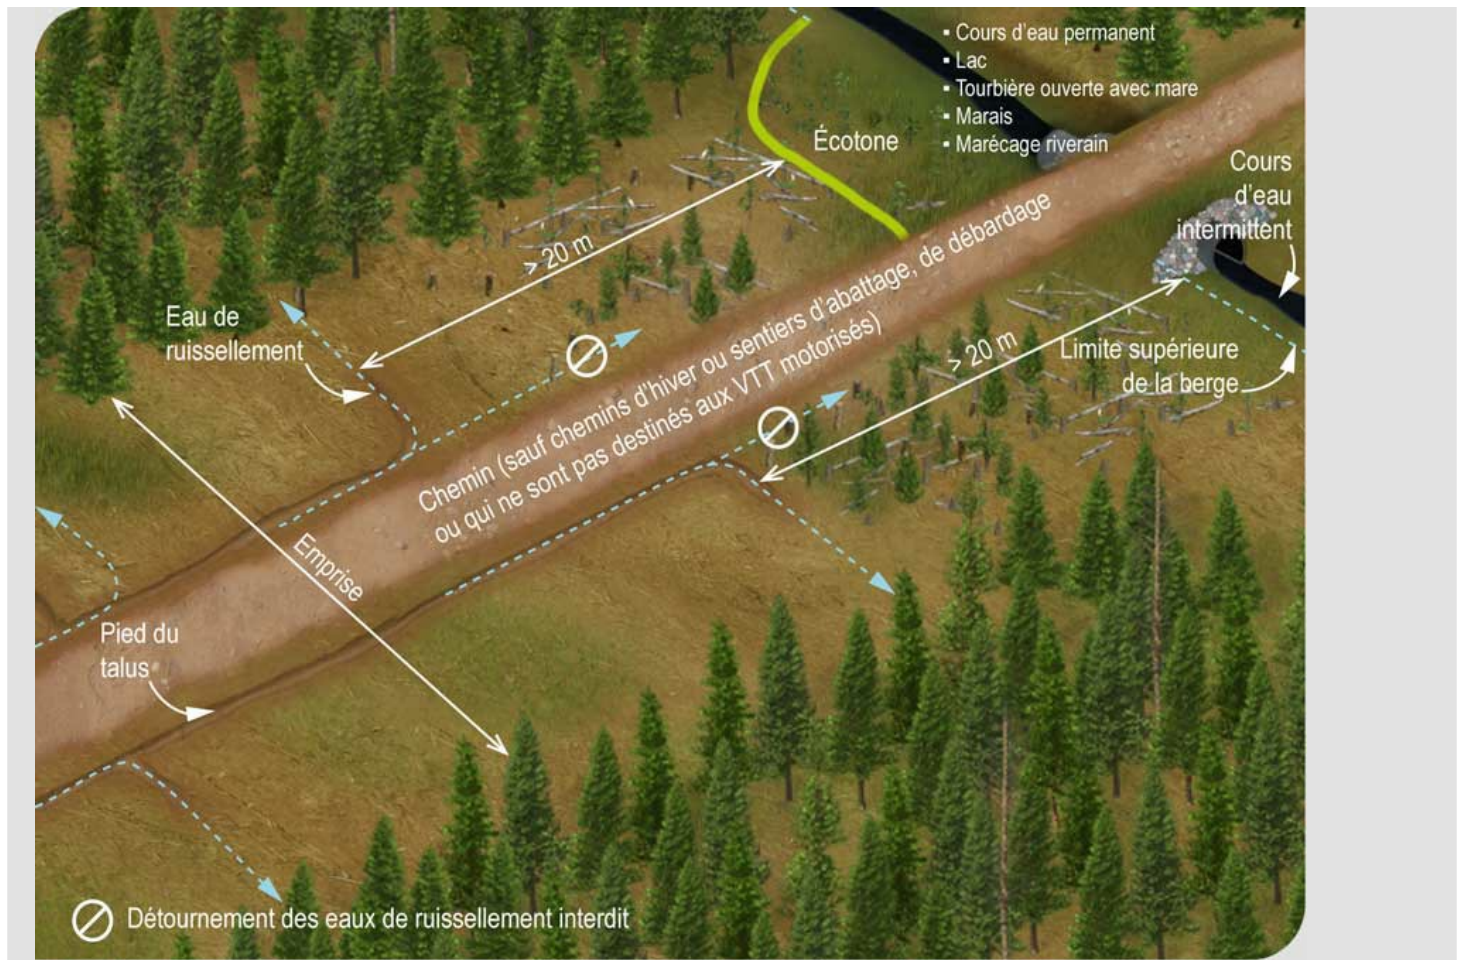 ▪ Cours d'eau permanent
▪ Lac
▪ Tourbière ouverte avec mare
▪ Marais
▪ Marécage riverain
Écotone
Cours
d'eau
intermittent
> 20 m
Eau de
ruissellement
Chemin (sauf chemins d'hiver ou sentiers d'abattage, de débardage
ou qui ne sont pas destinés aux VTT motorisés)
> 20 m
Limite supérieure
de la berge
Emprise
Pied du
talus
Détournement des eaux de ruissellement interdit